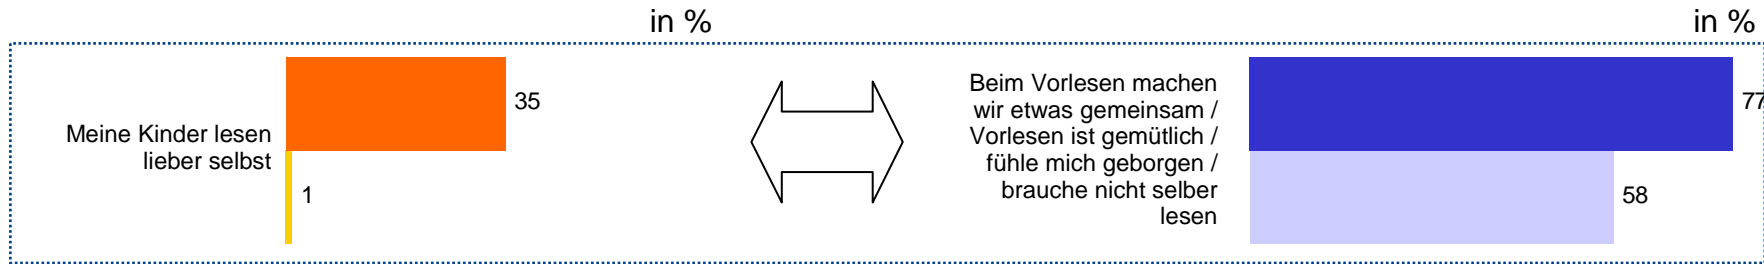 in %
in %
Meine Kinder lesen
lieber selbst
35
1
Beim Vorlesen machen
wir etwas gemeinsam /
Vorlesen ist gemütlich /
fühle mich geborgen /
brauche nicht selber
lesen
77
58